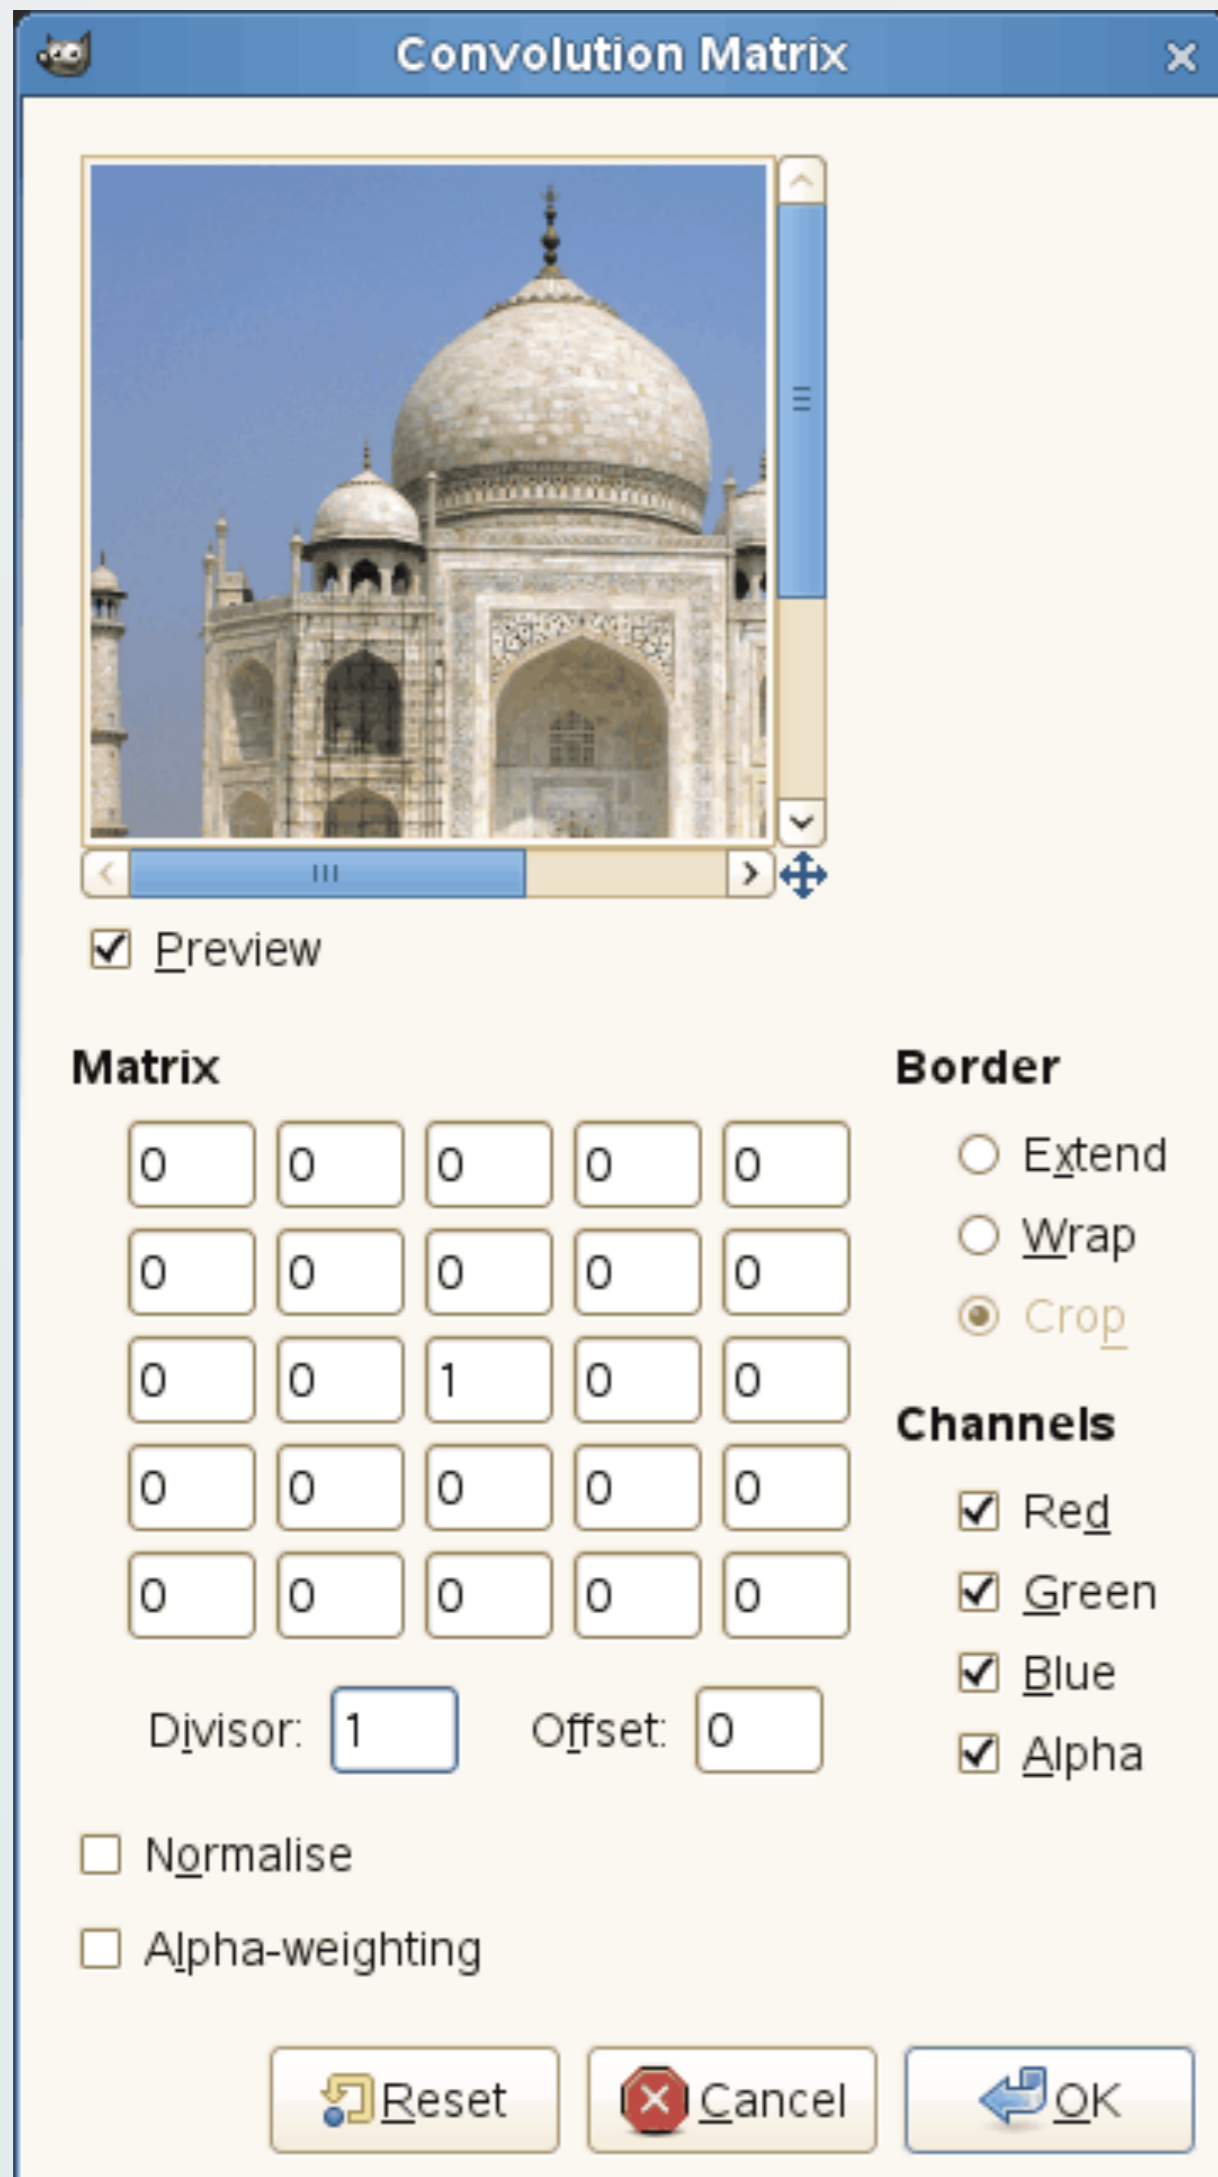 Convolution Matrix
Preview
Matrix
0 0 0 0 0
0 0 0 0 0
0 0 1 0 0
0 0 0 0 0
0 0 0 0 0
Divisor: 1 Offset: 0
Border
Extend
Wrap
Crop
Channels
Red
Green
Blue
Alpha
Normalise
Alpha-weighting
Reset Cancel OK